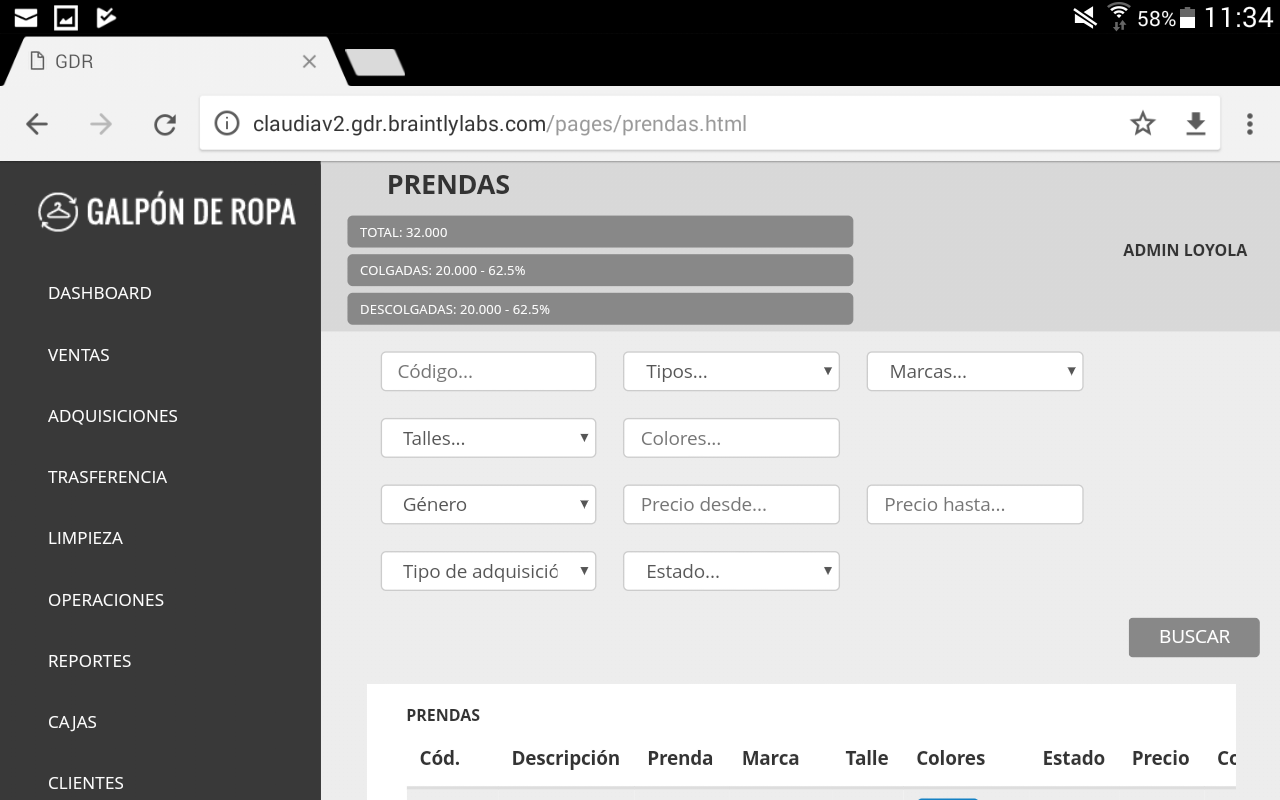 58% 11:34
GDR
claudiav2.gdr.braintlylabs.com/pages/prendas.html
GALPÓN DE ROPA
DASHBOARD
VENTAS
ADQUISICIONES
TRASFERENCIA
LIMPIEZA
OPERACIONES
REPORTES
CAJAS
CLIENTES
PRENDAS
TOTAL: 32.000
COLGADAS: 20.000 - 62.5%
DESCOLGADAS: 20.000 - 62.5%
ADMIN LOYOLA
Código... Tipos... Marcas...
Talles... Colores...
Género Precio desde... Precio hasta...
Tipo de adquisició Estado...
BUSCAR
PRENDAS
Cód. Descripción Prenda Marca Talle Colores Estado Precio